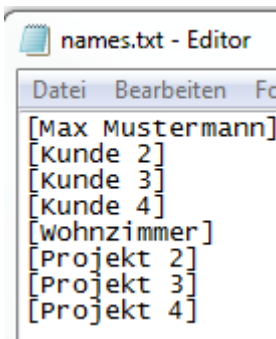 names.txt - Editor
Datei Bearbeiten Fo
[Max Mustermann]
[Kunde 2]
[Kunde 3]
[Kunde 4]
[Wohnzimmer]
[Projekt 2]
[Projekt 3]
[Projekt 4]